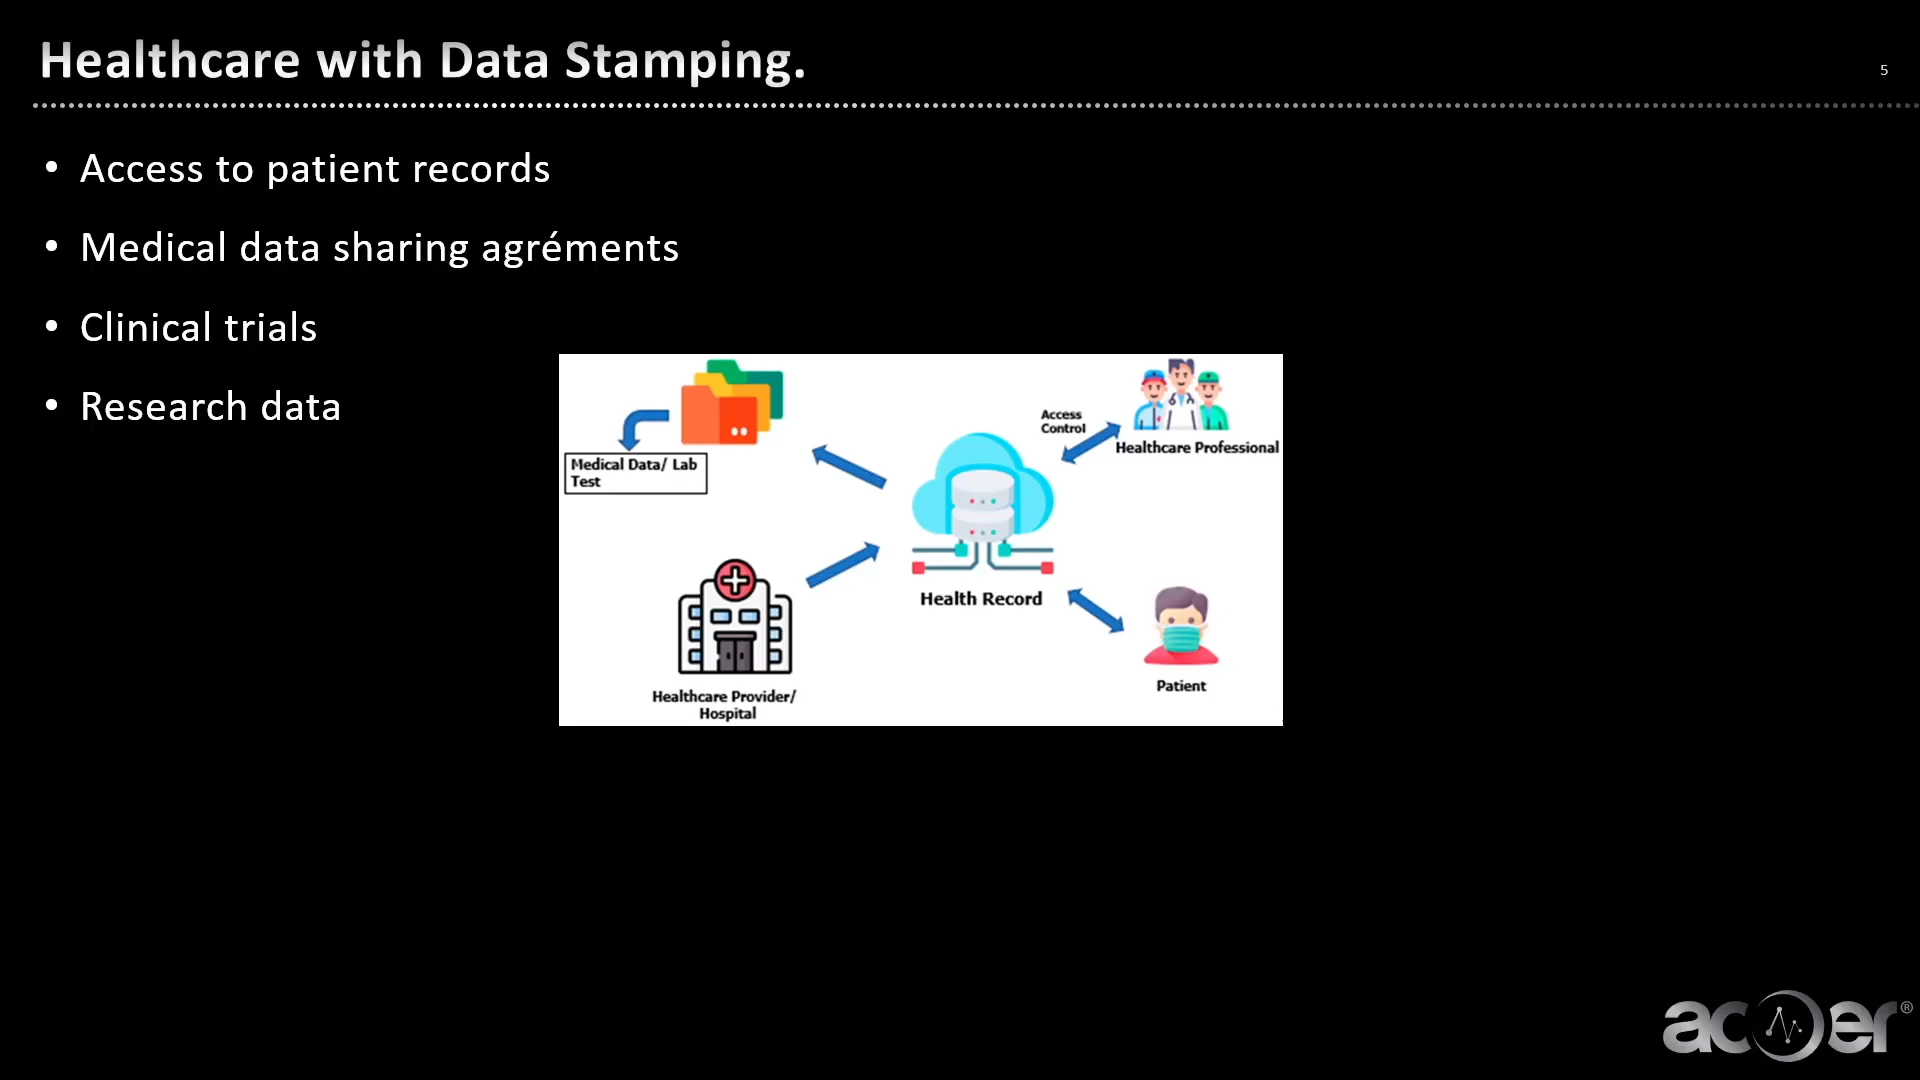 Healthcare with Data Stamping.
5
• Access to patient records
• Medical data sharing agréments
• Clinical trials
• Research data
Medical Data/ Lab
Test
Access
Control
Healthcare Professional
Health Record
Healthcare Provider/
Hospital
Patient
acoer®